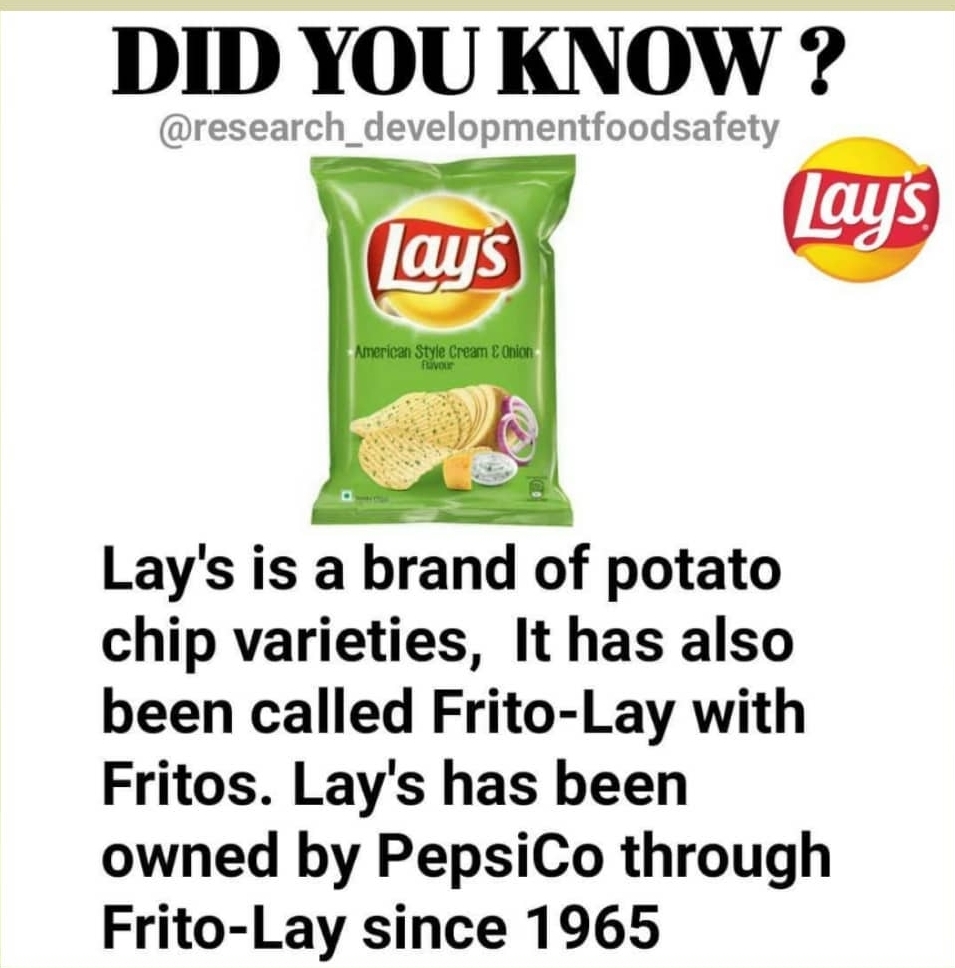 DID YOU KNOW ?
@research_developmentfoodsafety
Lay's
Lay's
American Style Cream & Onion
flavour
Lay's is a brand of potato
chip varieties,  It has also
been called Frito-Lay with
Fritos. Lay's has been
owned by PepsiCo through
Frito-Lay since 1965